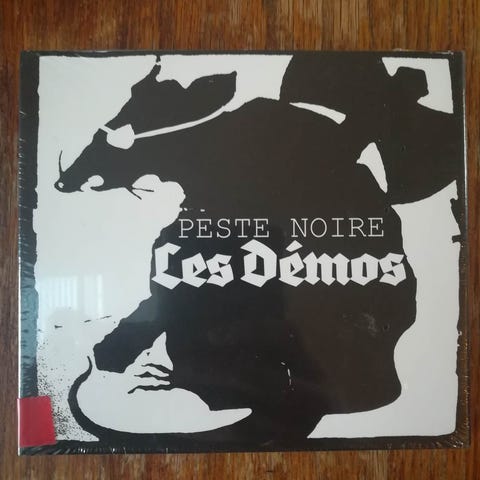 PESTE NOIRE
Les Démos